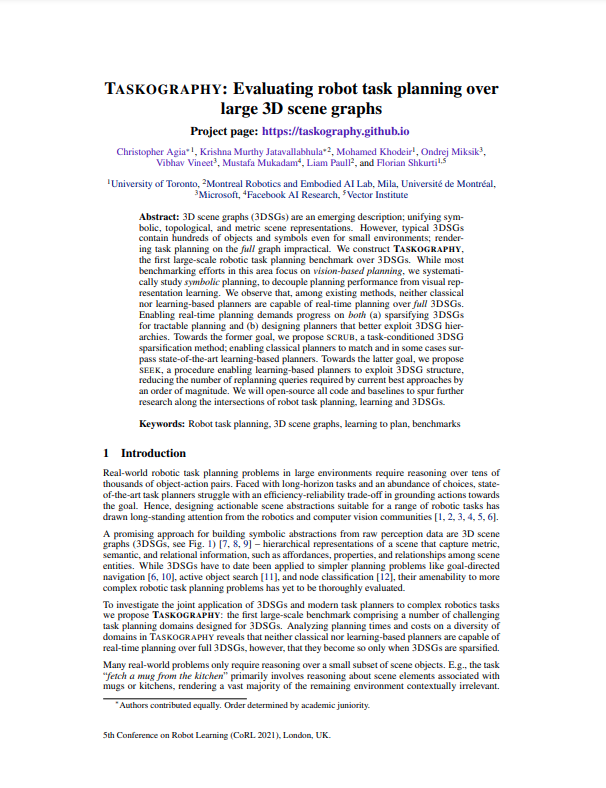 TASKOGRAPHY: Evaluating robot task planning over
large 3D scene graphs
Project page: https://taskography.github.io
Christopher Agia*1, Krishna Murthy Jatavallabhula*2, Mohamed Khodeir1, Ondrej Miksik3,
Vibhav Vineet3, Mustafa Mukadam4, Liam Paull2, and Florian Shkurti1,5
1University of Toronto, 2Montreal Robotics and Embodied AI Lab, Mila, Université de Montréal,
3Microsoft, 4Facebook AI Research, 5Vector Institute
Abstract: 3D scene graphs (3DSGs) are an emerging description; unifying sym-
bolic, topological, and metric scene representations. However, typical 3DSGs
contain hundreds of objects and symbols even for small environments; render-
ing task planning on the full graph impractical. We construct TASKOGRAPHY,
the first large-scale robotic task planning benchmark over 3DSGs. While most
benchmarking efforts in this area focus on vision-based planning, we systemati-
cally study symbolic planning, to decouple planning performance from visual rep-
resentation learning. We observe that, among existing methods, neither classical
nor learning-based planners are capable of real-time planning over full 3DSGs.
Enabling real-time planning demands progress on both (a) sparsifying 3DSGs
for tractable planning and (b) designing planners that better exploit 3DSG hier-
archies. Towards the former goal, we propose SCRUB, a task-conditioned 3DSG
sparsification method; enabling classical planners to match and in some cases sur-
pass state-of-the-art learning-based planners. Towards the latter goal, we propose
SEEK, a procedure enabling learning-based planners to exploit 3DSG structure,
reducing the number of replanning queries required by current best approaches by
an order of magnitude. We will open-source all code and baselines to spur further
research along the intersections of robot task planning, learning and 3DSGs.
Keywords: Robot task planning, 3D scene graphs, learning to plan, benchmarks
1 Introduction
Real-world robotic task planning problems in large environments require reasoning over tens of
thousands of object-action pairs. Faced with long-horizon tasks and an abundance of choices, state-
of-the-art task planners struggle with an efficiency-reliability trade-off in grounding actions towards
the goal. Hence, designing actionable scene abstractions suitable for a range of robotic tasks has
drawn long-standing attention from the robotics and computer vision communities [1, 2, 3, 4, 5, 6].
A promising approach for building symbolic abstractions from raw perception data are 3D scene
graphs (3DSGs, see Fig. 1) [7, 8, 9] – hierarchical representations of a scene that capture metric,
semantic, and relational information, such as affordances, properties, and relationships among scene
entities. While 3DSGs have to date been applied to simpler planning problems like goal-directed
navigation [6, 10], active object search [11], and node classification [12], their amenability to more
complex robotic task planning problems has yet to be thoroughly evaluated.
To investigate the joint application of 3DSGs and modern task planners to complex robotics tasks
we propose TASKOGRAPHY: the first large-scale benchmark comprising a number of challenging
task planning domains designed for 3DSGs. Analyzing planning times and costs on a diversity of
domains in TASKOGRAPHY reveals that neither classical nor learning-based planners are capable of
real-time planning over full 3DSGs, however, that they become so only when 3DSGs are sparsified.
Many real-world problems only require reasoning over a small subset of scene objects. E.g., the task
“fetch a mug from the kitchen” primarily involves reasoning about scene elements associated with
mugs or kitchens, rendering a vast majority of the remaining environment contextually irrelevant.
*Authors contributed equally. Order determined by academic juniority.
5th Conference on Robot Learning (CoRL 2021), London, UK.